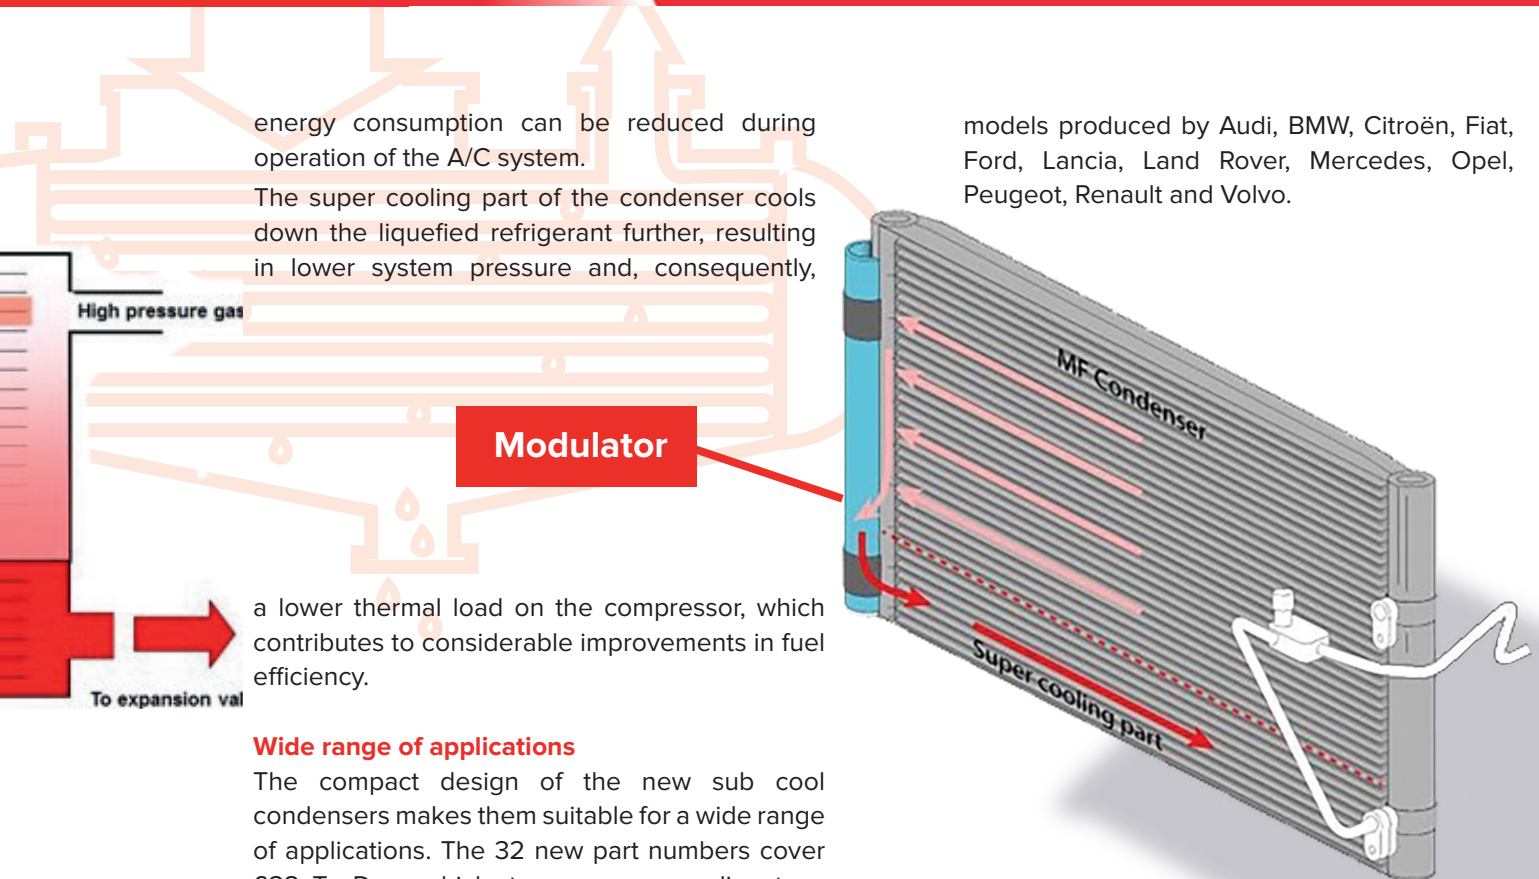 energy consumption can be reduced during
operation of the A/C system.
The super cooling part of the condenser cools
down the liquefied refrigerant further, resulting
in lower system pressure and, consequently,
High pressure gas
Modulator
To expansion val
a lower thermal load on the compressor, which
contributes to considerable improvements in fuel
efficiency.
Wide range of applications
The compact design of the new sub cool
condensers makes them suitable for a wide range
of applications. The 32 new part numbers cover
models produced by Audi, BMW, Citroën, Fiat,
Ford, Lancia, Land Rover, Mercedes, Opel,
Peugeot, Renault and Volvo.
MF Condenser
Super cooling part